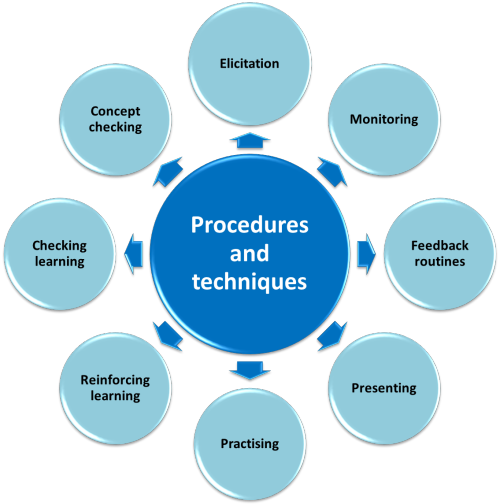 Elicitation
Concept
checking
Monitoring
Procedures
and
techniques
Checking
learning
Feedback
routines
Reinforcing
learning
Presenting
Practising